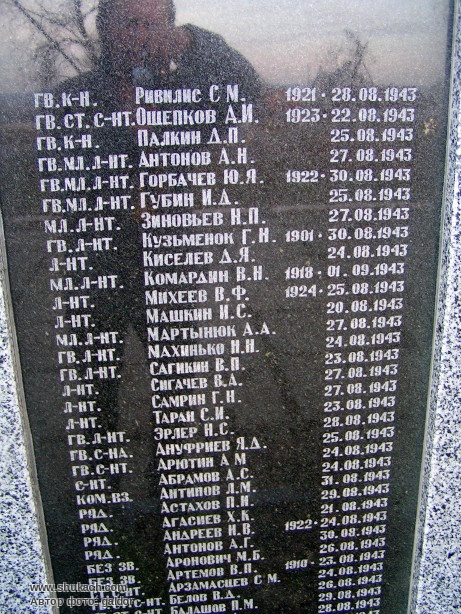 ГВ.К-Н. РИВИЛИС С М. 1921 - 28.08.1943
ГВ.СТ.С-НТ. ОЩЕПКОВ А.И. 1923 - 22.08.1943
ГВ.К-Н. ПАЛКИН Д.П. 25.08.1943
ГВ.МЛ.Л-НТ. АНТОНОВ А.Н. 27.08.1943
ГВ.МЛ.Л-НТ. ГОРБАЧЕВ Ю.Я. 1922 - 30.08.1943
ГВ.МЛ.Л-НТ. ГУБИН И.Д. 25.08.1943
МЛ.Л-НТ. ЗИНОВЬЕВ Н.П. 27.08.1943
ГВ.Л-НТ. КУЗЬМЕНОК Г.Н. 1901 - 30.08.1943
Л-НТ. КИСЕЛЕВ Д.Я. 24.08.1943
МЛ.Л-НТ. КОМАРДИН В.Н. 1918 - 01.09.1943
Л-НТ. МИХЕЕВ В.Ф. 1924 - 25.08.1943
Л-НТ. МАШКИН И.С. 20.08.1943
МЛ.Л-НТ. МАРТЫНЮК А.А. 27.08.1943
ГВ.Л-НТ. МАХИНЬКО Н.Н. 24.08.1943
ГВ.Л-НТ. САГИКИН В.П. 23.08.1943
Л-НТ. СИГАЧЕВ В.А. 27.08.1943
Л-НТ. САМРИН Г.Н. 27.08.1943
Л-НТ. ТАРАН С.И. 23.08.1943
ГВ.Л-НТ. ЭРЛЕР Н.С. 28.08.1943
ГВ.С-НА. АНУФРИЕВ Я.Д. 25.08.1943
ГВ.С-НТ. АРЮТИН А М 24.08.1943
С-НТ. АБРАМОВ А.С. 24.08.1943
КОМ.ВЗ. АНТИПОВ Л.М. 31.08.1943
РЯД. АСТАХОВ П.И. 29.08.1943
РЯД. АГАСИЕВ Х.К. 21.08.1943
РЯД. АНДРЕЕВ Н.В. 1922 - 24.08.1943
РЯД. АНТОНОВ А.Г. 30.08.1943
БЕЗ ЗВ. АРОНОВИЧ М.Б. 26.08.1943
БЕЗ ЗВ. АРТЕМОВ В.П. 1910 - 23.08.1943
АРЗАМАСЦЕВ С М. 24.08.1943
БЕЛОВ В.Д. 26.08.1943
С-НТ. БАЛАШОВ П.М. 29.08.1943
28.08.1943
www.shukach.com
Автор фото: galdor